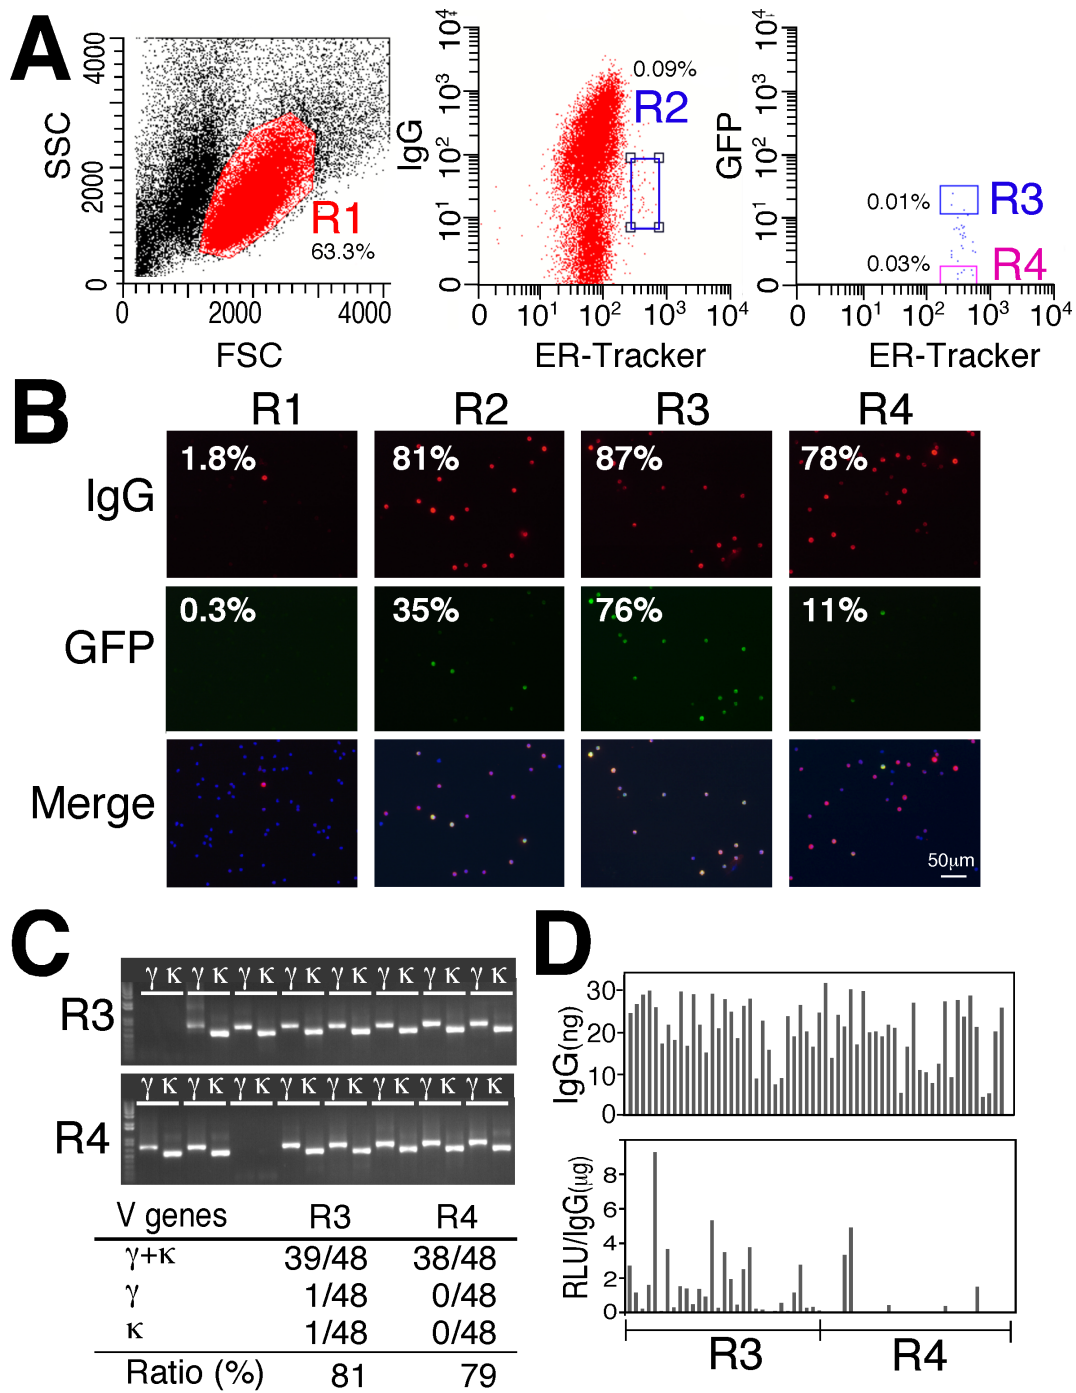 A
SSC
4000
2000
0
R1
63.3%
0 2000 4000
FSC
IgG
10⁴
10³
10²
10¹
0
0.09%
R2
0 10¹ 10² 10³ 10⁴
ER-Tracker
GFP
10⁴
10³
10²
10¹
0
0.01% R3
0.03% R4
0 10¹ 10² 10³ 10⁴
ER-Tracker
B
R1 R2 R3 R4
IgG 1.8% 81% 87% 78%
GFP 0.3% 35% 76% 11%
Merge
50μm
C
R3
γ κ γ κ γ κ γ κ γ κ γ κ γ κ γ κ
R4
γ κ γ κ γ κ γ κ γ κ γ κ γ κ γ κ
V genes R3 R4
γ+κ 39/48 38/48
γ 1/48 0/48
κ 1/48 0/48
Ratio (%) 81 79
D
IgG(ng)
30
20
10
0
RLU/IgG(μg)
8
6
4
2
0
R3 R4